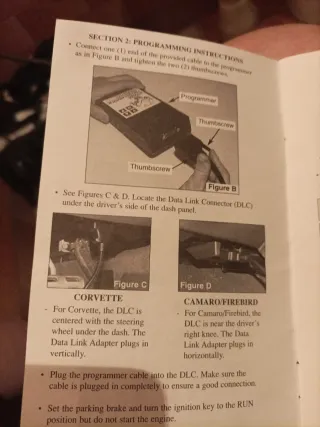 SECTION 2: PROGRAMMING INSTRUCTIONS
• Connect one (1) end of the provided cable to the programmer
as in Figure B and tighten the two (2) thumbscrews.
Programmer
Thumbscrew
Thumbscrew
Figure B
• See Figures C & D. Locate the Data Link Connector (DLC)
under the driver's side of the dash panel.
Figure C
Figure D
CORVETTE
- For Corvette, the DLC is
centered with the steering
wheel under the dash. The
Data Link Adapter plugs in
vertically.
CAMARO/FIREBIRD
- For Camaro/Firebird, the
DLC is near the driver's
right knee. The Data
Link Adapter plugs in
horizontally.
• Plug the programmer cable into the DLC. Make sure the
cable is plugged in completely to ensure a good connection.
• Set the parking brake and turn the ignition key to the RUN
position but do not start the engine.